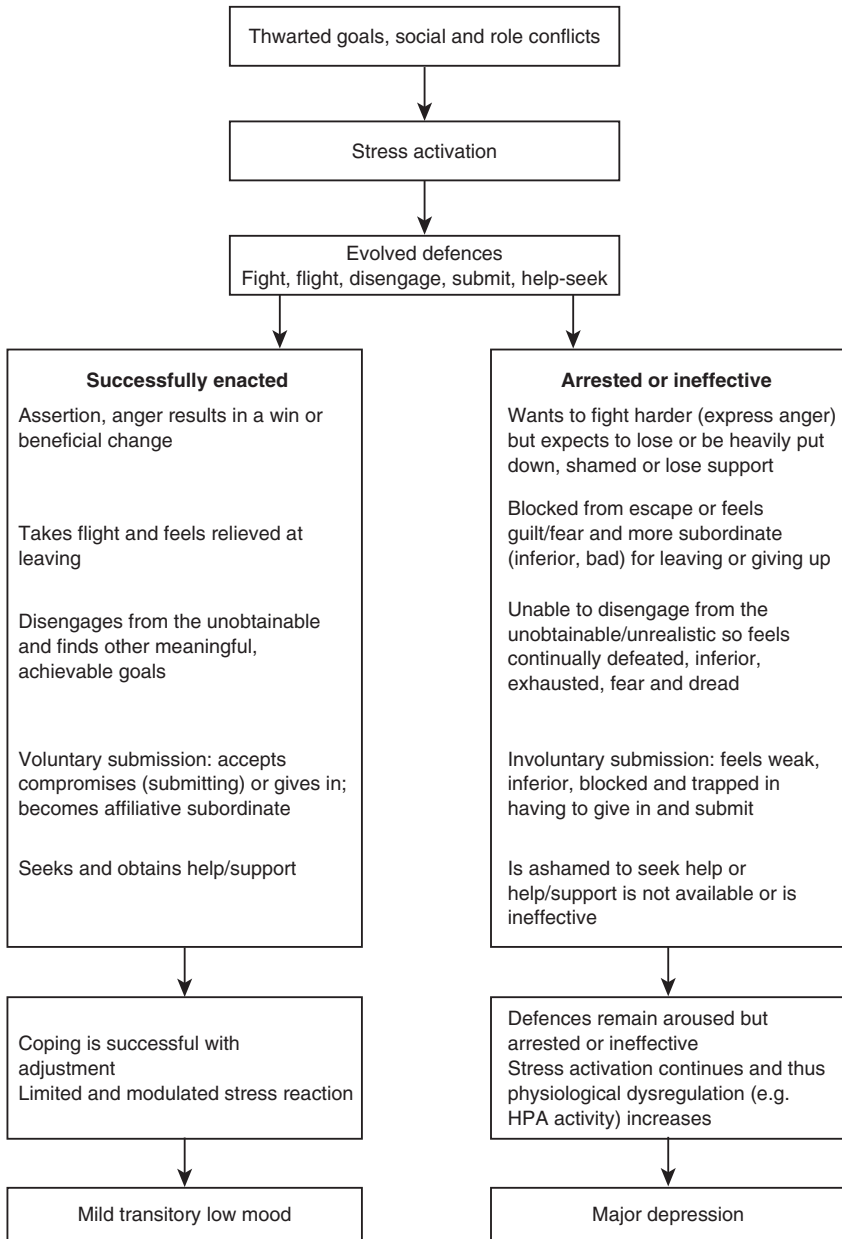 Thwarted goals, social and role conflicts
Stress activation
Evolved defences
Fight, flight, disengage, submit, help-seek
Successfully enacted
Assertion, anger results in a win or
beneficial change
Takes flight and feels relieved at
leaving
Disengages from the unobtainable
and finds other meaningful,
achievable goals
Voluntary submission: accepts
compromises (submitting) or gives in;
becomes affiliative subordinate
Seeks and obtains help/support
Arrested or ineffective
Wants to fight harder (express anger)
but expects to lose or be heavily put
down, shamed or lose support
Blocked from escape or feels
guilt/fear and more subordinate
(inferior, bad) for leaving or giving up
Unable to disengage from the
unobtainable/unrealistic so feels
continually defeated, inferior,
exhausted, fear and dread
Involuntary submission: feels weak,
inferior, blocked and trapped in
having to give in and submit
Is ashamed to seek help or
help/support is not available or is
ineffective
Coping is successful with
adjustment
Limited and modulated stress reaction
Defences remain aroused but
arrested or ineffective
Stress activation continues and thus
physiological dysregulation (e.g.
HPA activity) increases
Mild transitory low mood
Major depression